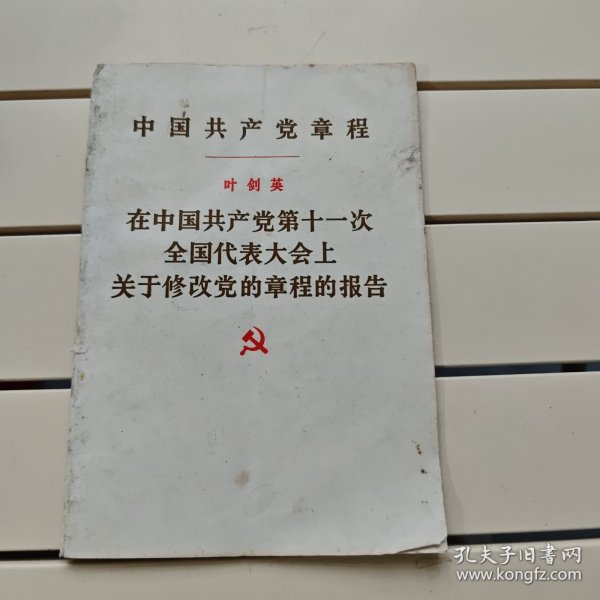 中国共产党章程
叶剑英
在中国共产党第十一次
全国代表大会上
关于修改党的章程的报告
孔夫子旧书网
www.kongfz.com